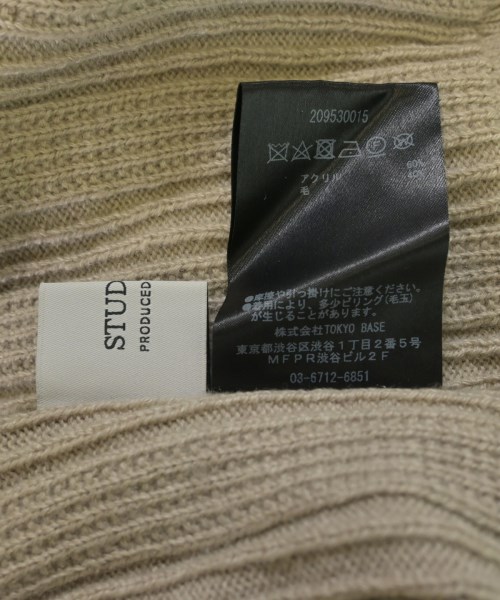 209530015
アクリル 60%
毛 40%
●摩擦や引っ掛けにご注意ください。
●着用により、多少ピリング(毛玉)
が生じることがあります。
株式会社TOKYO BASE
東京都渋谷区渋谷1丁目2番5号
MFPR渋谷ビル2F
03-6712-6851
STUD
PRODUCED